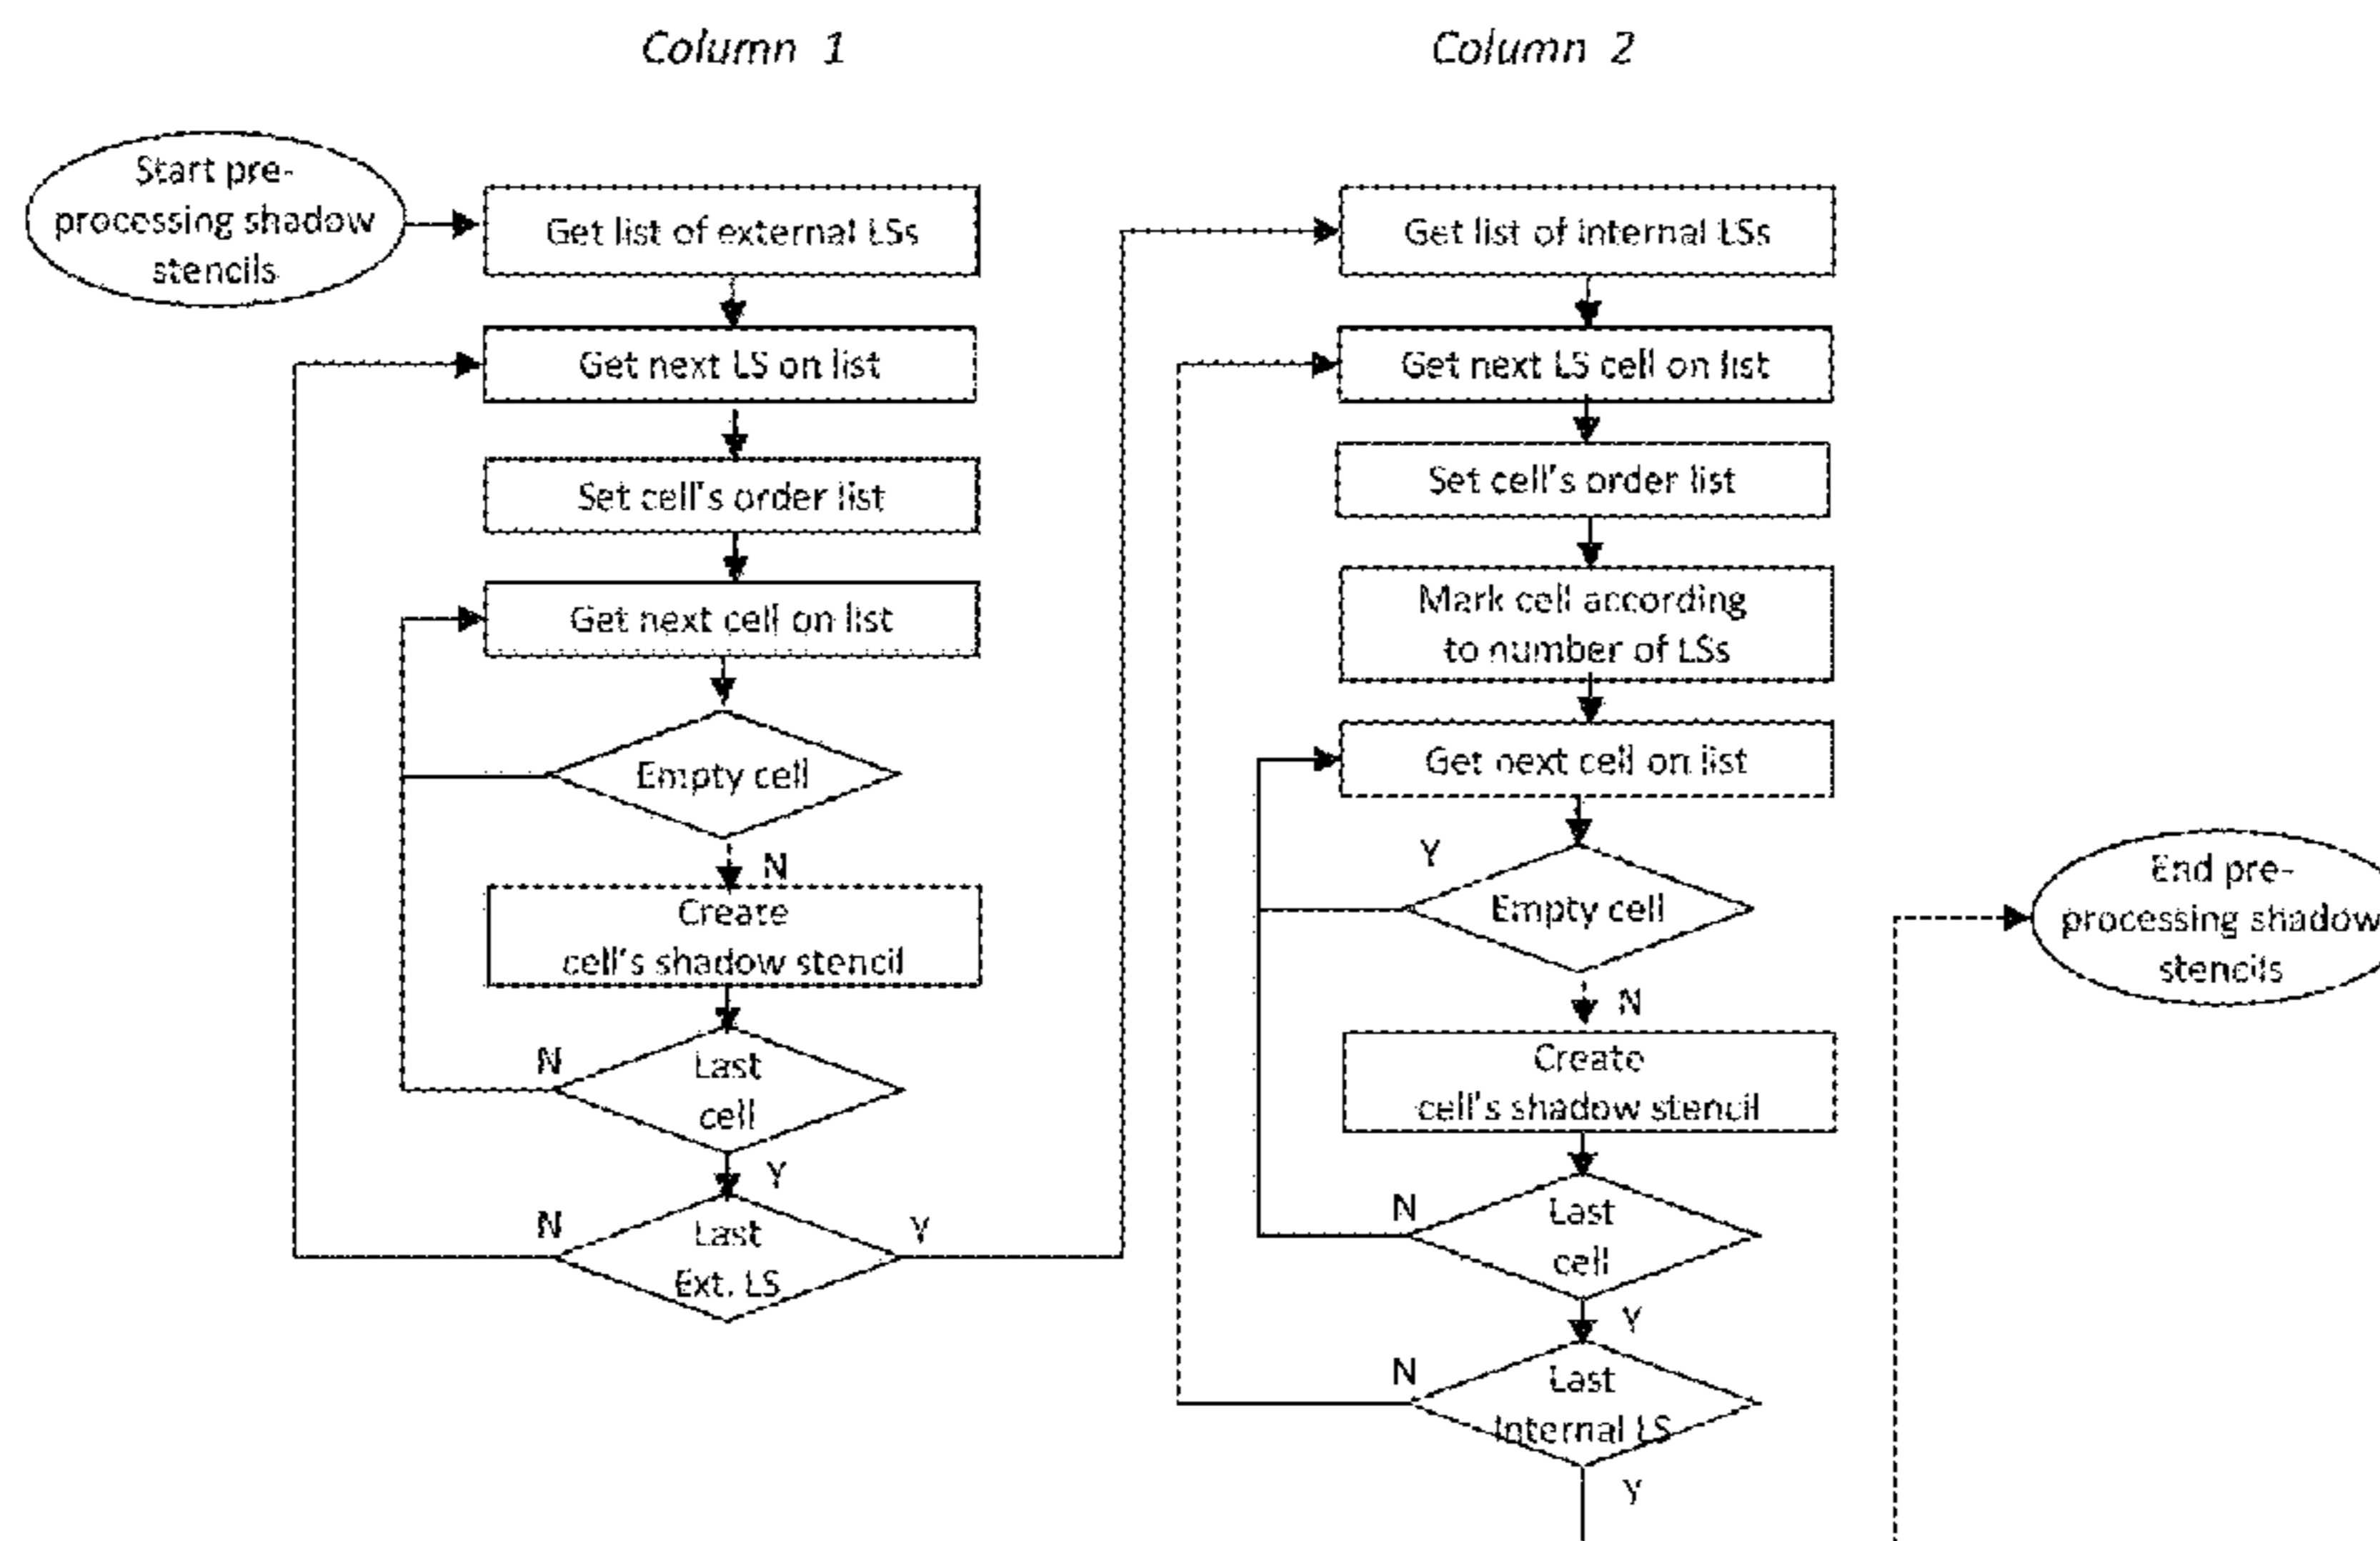 Column 1
Start pre-
processing shadow
stencils
Get list of external LSs
Get next LS on list
Set cell's order list
Get next cell on list
Empty cell
N
Create
cell's shadow stencil
N
Last
cell
Y
N
Last
Ext. LS
Y
Column 2
Get list of internal LSs
Get next LS cell on list
Set cell's order list
Mark cell according
to number of LSs
Get next cell on list
Y
Empty cell
N
Create
cell's shadow stencil
N
Last
cell
Y
N
Last
Internal LS
Y
End pre-
processing shadow
stencils